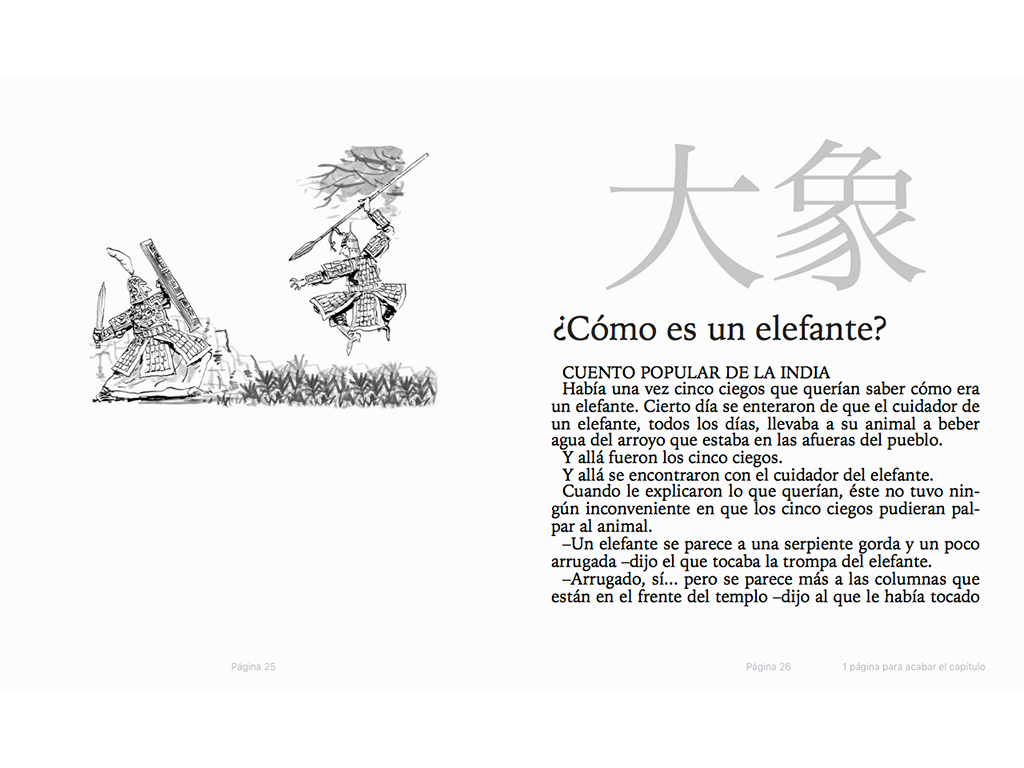 大象
¿Cómo es un elefante?
CUENTO POPULAR DE LA INDIA
Había una vez cinco ciegos que querían saber cómo era
un elefante. Cierto día se enteraron de que el cuidador de
un elefante, todos los días, llevaba a su animal a beber
agua del arroyo que estaba en las afueras del pueblo.
Y allá fueron los cinco ciegos.
Y allá se encontraron con el cuidador del elefante.
Cuando le explicaron lo que querían, éste no tuvo nin-
gún inconveniente en que los cinco ciegos pudieran pal-
par al animal.
–Un elefante se parece a una serpiente gorda y un poco
arrugada –dijo el que tocaba la trompa del elefante.
–Arrugado, sí... pero se parece más a las columnas que
están en el frente del templo –dijo al que le había tocado
Página 25
Página 26
1 página para acabar el capítulo